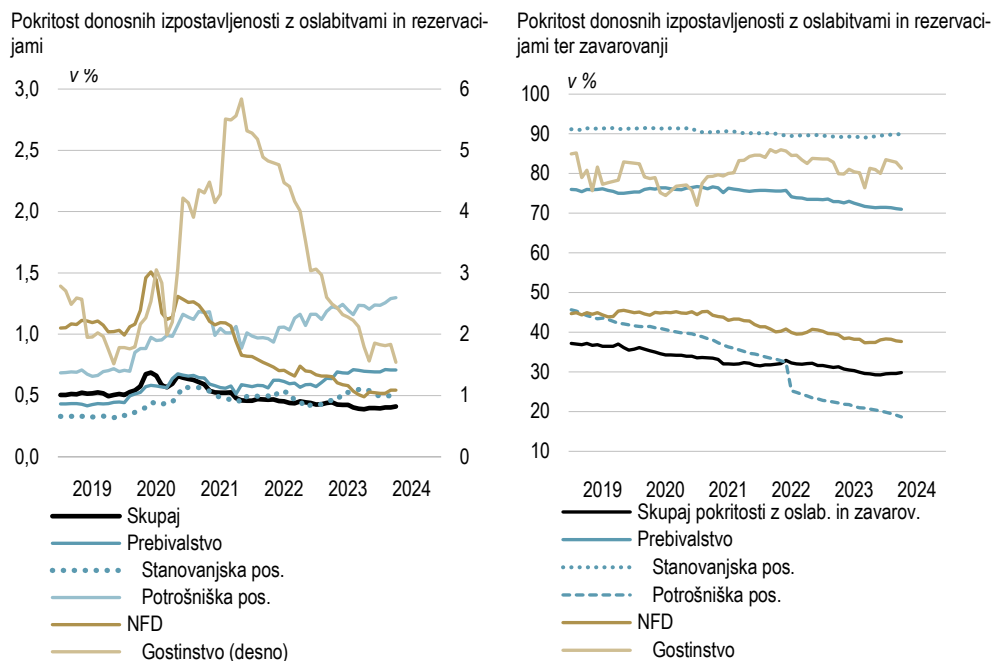 Pokritost donosnih izpostavljenosti z oslabitvami in rezervaci-
jami
v %
3,0
2,5
2,0
1,5
1,0
0,5
0,0
6
5
4
3
2
1
0
2019 2020 2021 2022 2023 2024
Skupaj
Prebivalstvo
Stanovanjska pos.
Potrošniška pos.
NFD
Gostinstvo (desno)
Pokritost donosnih izpostavljenosti z oslabitvami in rezervaci-
jami ter zavarovanji
v %
100
90
80
70
60
50
40
30
20
10
2019 2020 2021 2022 2023 2024
Skupaj pokritosti z oslab. in zavarov.
Prebivalstvo
Stanovanjska pos.
Potrošniška pos.
NFD
Gostinstvo